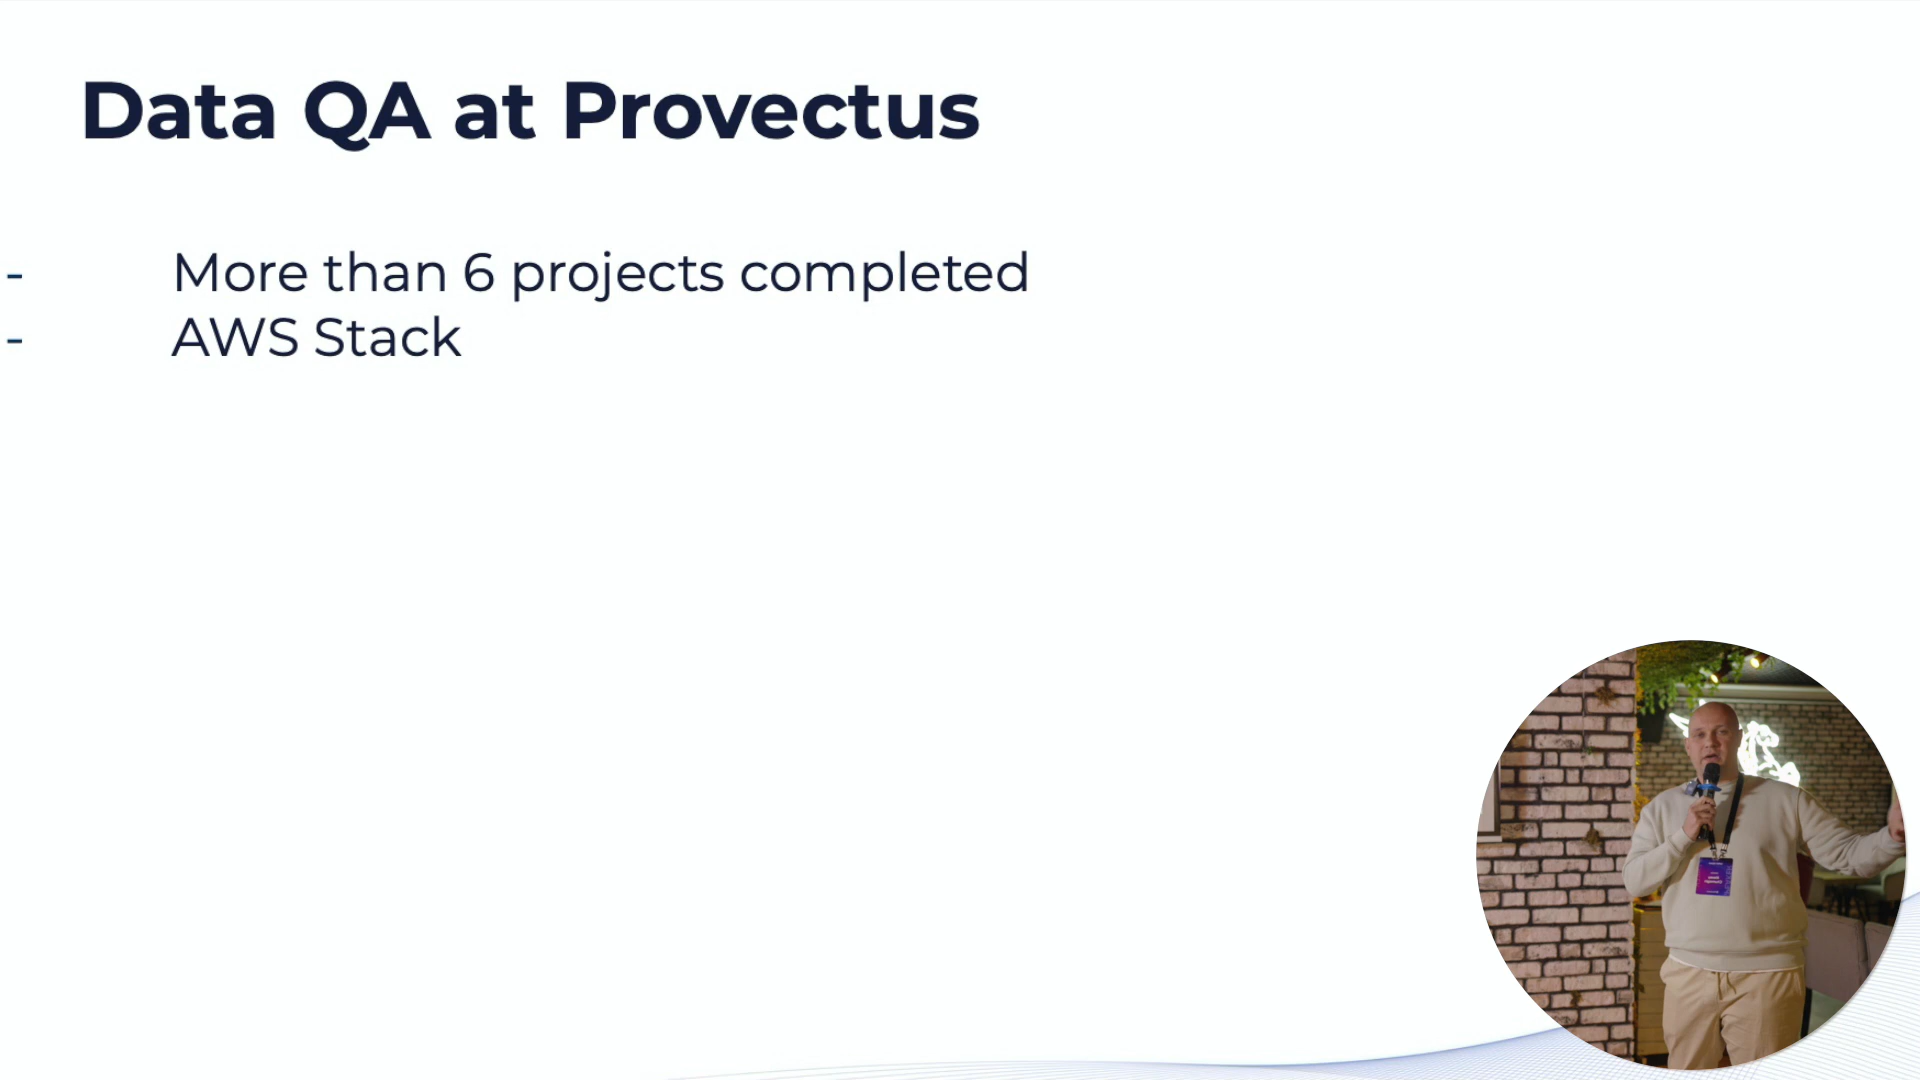 Data QA at Provectus
- More than 6 projects completed
- AWS Stack